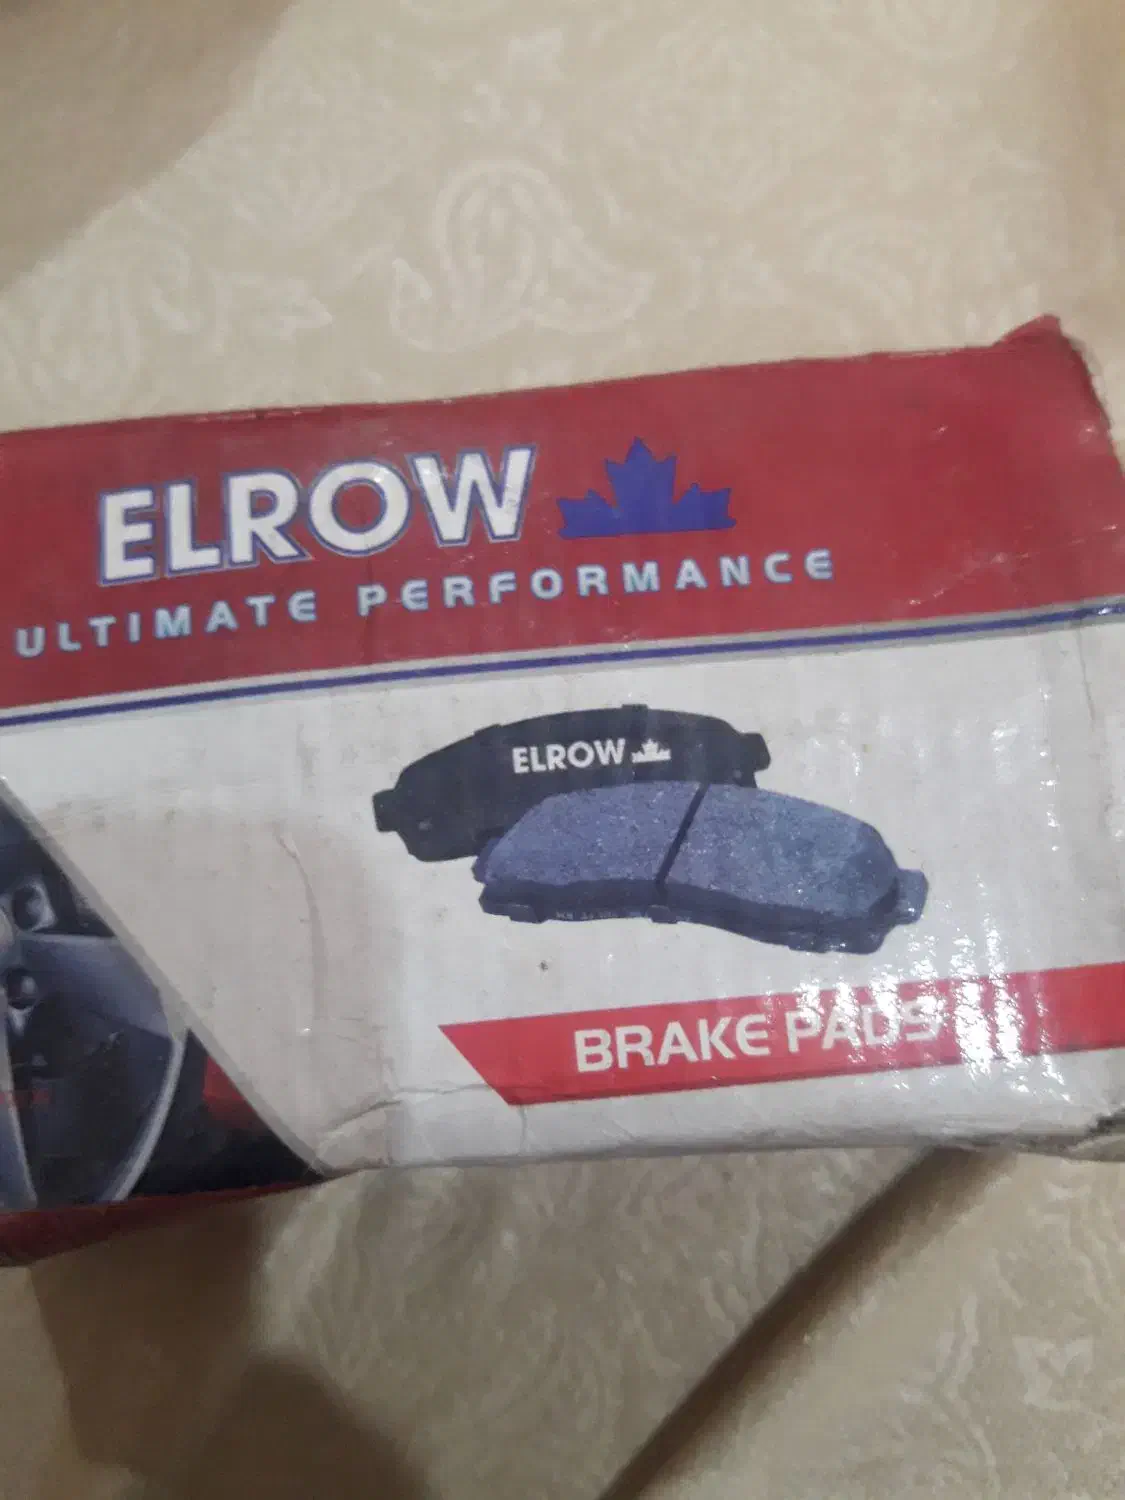 ELROW
ULTIMATE PERFORMANCE
ELROW
BRAKE PADS